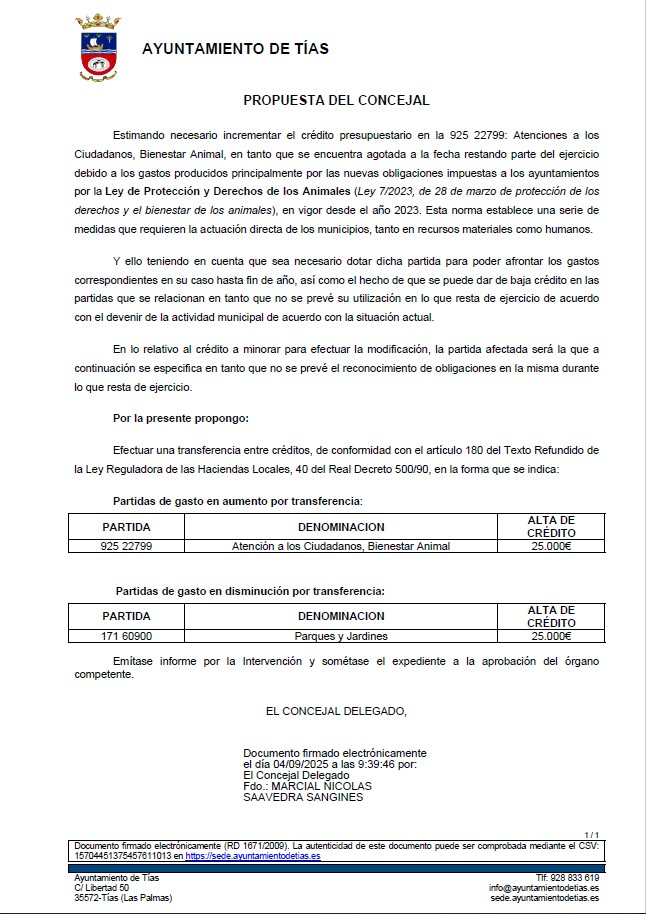 AYUNTAMIENTO DE TÍAS
PROPUESTA DEL CONCEJAL
Estimando necesario incrementar el crédito presupuestario en la 925 22799: Atenciones a los
Ciudadanos, Bienestar Animal, en tanto que se encuentra agotada a la fecha restando parte del ejercicio
debido a los gastos producidos principalmente por las nuevas obligaciones impuestas a los ayuntamientos
por la Ley de Protección y Derechos de los Animales (Ley 7/2023, de 28 de marzo de protección de los
derechos y el bienestar de los animales), en vigor desde el año 2023. Esta norma establece una serie de
medidas que requieren la actuación directa de los municipios, tanto en recursos materiales como humanos.
Y ello teniendo en cuenta que sea necesario dotar dicha partida para poder afrontar los gastos
correspondientes en su caso hasta fin de año, así como el hecho de que se puede dar de baja crédito en las
partidas que se relacionan en tanto que no se prevé su utilización en lo que resta de ejercicio de acuerdo
con el devenir de la actividad municipal de acuerdo con la situación actual.
En lo relativo al crédito a minorar para efectuar la modificación, la partida afectada será la que a
continuación se especifica en tanto que no se prevé el reconocimiento de obligaciones en la misma durante
lo que resta de ejercicio.
Por la presente propongo:
Efectuar una transferencia entre créditos, de conformidad con el artículo 180 del Texto Refundido de
la Ley Reguladora de las Haciendas Locales, 40 del Real Decreto 500/90, en la forma que se indica:
Partidas de gasto en aumento por transferencia:
PARTIDA DENOMINACION ALTA DE CRÉDITO
925 22799 Atención a los Ciudadanos, Bienestar Animal 25.000€
Partidas de gasto en disminución por transferencia:
PARTIDA DENOMINACION ALTA DE CRÉDITO
171 60900 Parques y Jardines 25.000€
Emítase informe por la Intervención y sométase el expediente a la aprobación del órgano
competente.
EL CONCEJAL DELEGADO,
Documento firmado electrónicamente
el día 04/09/2025 a las 9:39:46 por:
El Concejal Delegado
Fdo.: MARCIAL NICOLAS
SAAVEDRA SANGINES
1 / 1
Documento firmado electrónicamente (RD 1671/2009). La autenticidad de este documento puede ser comprobada mediante el CSV:
15704451375457611013 en https://sede.ayuntamientodetias.es
Ayuntamiento de Tías Tlf: 928 833 619
C/ Libertad 50 info@ayuntamientodetias.es
35572-Tías (Las Palmas) sede.ayuntamientodetias.es